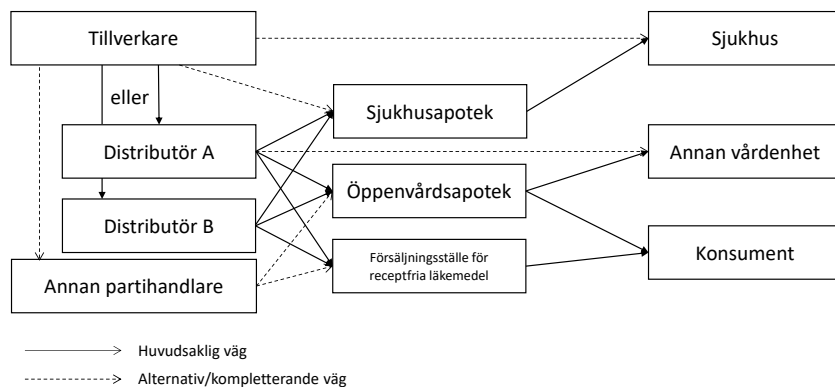 Tillverkare
Sjukhus
eller
Sjukhusapotek
Distributör A
Annan vårdenhet
Öppenvårdsapotek
Distributör B
Försäljningsställe för
receptfria läkemedel
Konsument
Annan partihandlare
Huvudsaklig väg
Alternativ/kompletterande väg